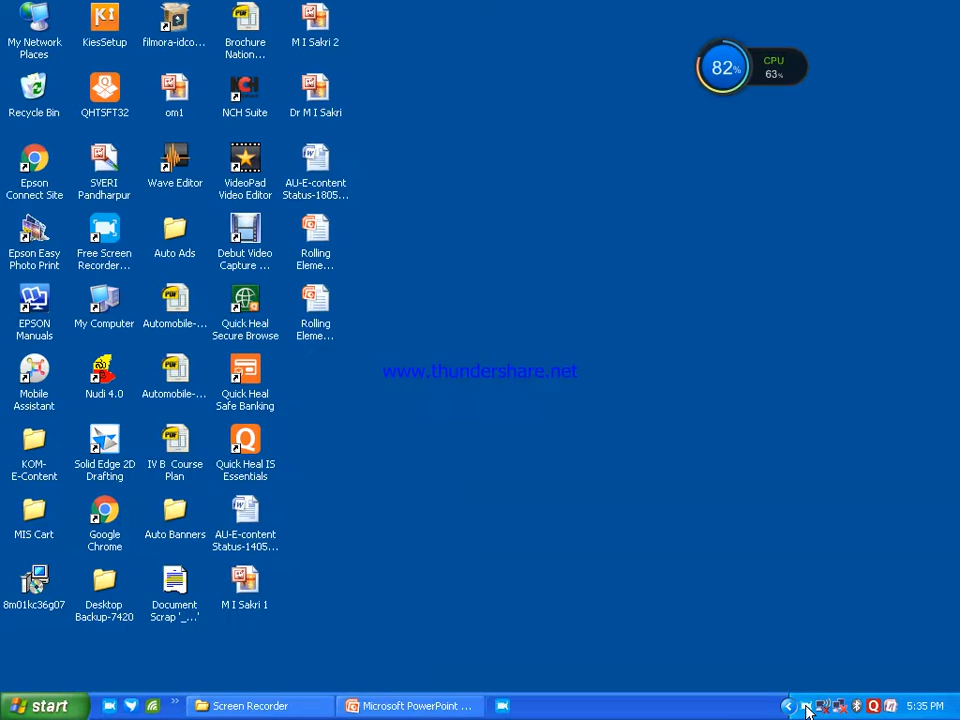 My Network
Places
KiesSetup
filmora-idco...
Brochure
Nation...
M I Sakri 2
82%
CPU
63%
Recycle Bin
QHTSFT32
om1
NCH Suite
Dr M I Sakri
Epson
Connect Site
SVERI
Pandharpur
Wave Editor
VideoPad
Video Editor
AU-E-content
Status-1805...
Epson Easy
Photo Print
Free Screen
Recorder...
Auto Ads
Debut Video
Capture ...
Rolling
Eleme...
EPSON
Manuals
My Computer
Automobile-...
Quick Heal
Secure Browse
Rolling
Eleme...
www.thundershare.net
Mobile
Assistant
Nudi 4.0
Automobile-...
Quick Heal
Safe Banking
KOM-
E-Content
Solid Edge 2D
Drafting
IV B Course
Plan
Quick Heal IS
Essentials
MIS Cart
Google
Chrome
Auto Banners
AU-E-content
Status-1405...
8m01kc36g07
Desktop
Backup-7420
Document
Scrap '_...'
M I Sakri 1
start
Screen Recorder
Microsoft PowerPoint ...
5:35 PM